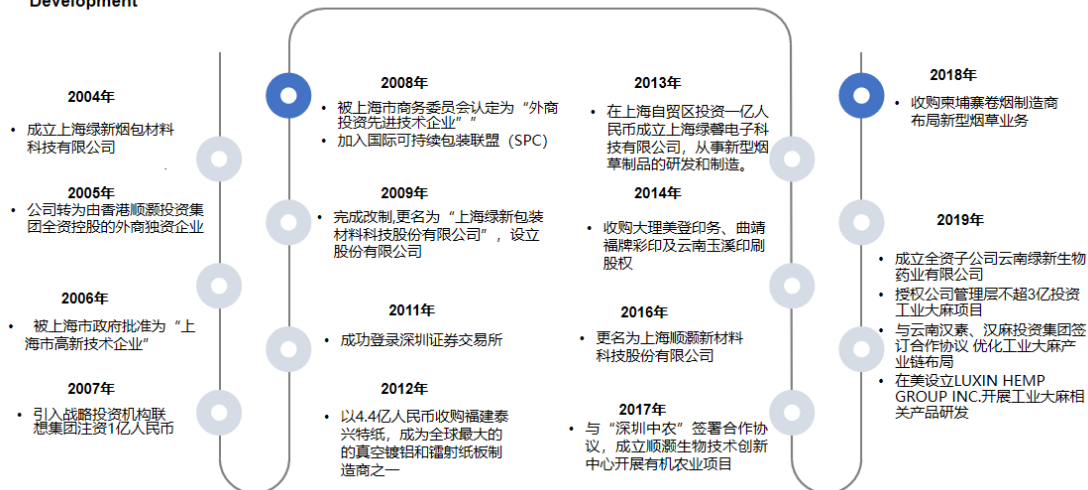 Development
2004年
• 成立上海绿新烟包材料
科技有限公司
2005年
• 公司转为由香港顺灏投资集
团全资控股的外商独资企业
2006年
• 被上海市政府批准为“上
海市高新技术企业”
2007年
• 引入战略投资机构联
想集团注资1亿人民币
2008年
• 被上海市商务委员会认定为“外商
投资先进技术企业””
• 加入国际可持续包装联盟（SPC）
2009年
• 完成改制,更名为“上海绿新包装
材料科技股份有限公司”，设立
股份有限公司
2011年
• 成功登录深圳证券交易所
2012年
• 以4.4亿人民币收购福建泰
兴特纸，成为全球最大的
的真空镀铝和镭射纸板制
造商之一
2013年
• 在上海自贸区投资一亿人
民币成立上海绿馨电子科
技有限公司，从事新型烟
草制品的研发和制造。
2014年
• 收购大理美登印务、曲靖
福牌彩印及云南玉溪印刷
股权
2016年
• 更名为上海顺灏新材料
科技股份有限公司
2017年
• 与“深圳中农”签署合作协
议，成立顺灏生物技术创新
中心开展有机农业项目
2018年
• 收购柬埔寨卷烟制造商
布局新型烟草业务
2019年
• 成立全资子公司云南绿新生物
药业有限公司
• 授权公司管理层不超3亿投资
工业大麻项目
• 与云南汉素、汉麻投资集团签
订合作协议 优化工业大麻产
业链布局
• 在美设立LUXIN HEMP
GROUP INC.开展工业大麻相
关产品研发